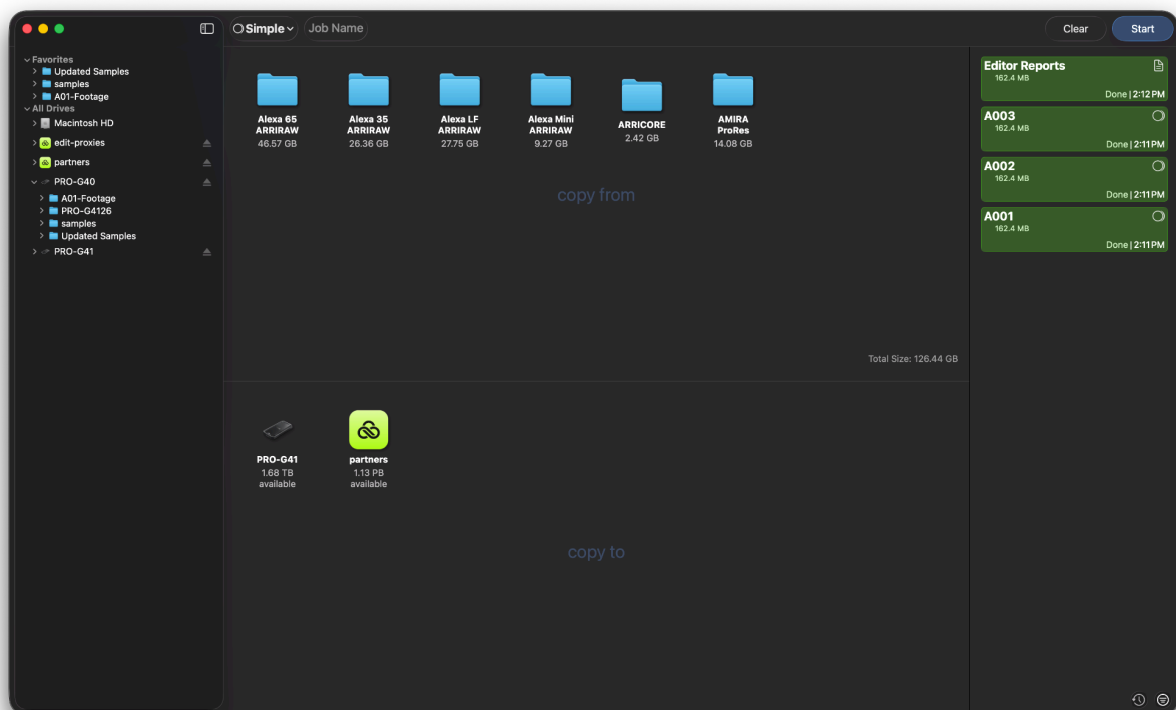 Simple
Job Name
Clear
Start
Favorites
Updated Samples
samples
A01-Footage
All Drives
Macintosh HD
edit-proxies
partners
PRO-G40
A01-Footage
PRO-G4126
samples
Updated Samples
PRO-G41
Alexa 65
ARRIRAW
46.57 GB
Alexa 35
ARRIRAW
26.36 GB
Alexa LF
ARRIRAW
27.75 GB
Alexa Mini
ARRIRAW
9.27 GB
ARRICORE
2.42 GB
AMIRA
ProRes
14.08 GB
copy from
Total Size: 126.44 GB
PRO-G41
1.68 TB
available
partners
1.13 PB
available
copy to
Editor Reports
162.4 MB
Done | 2:12 PM
A003
162.4 MB
Done | 2:11 PM
A002
162.4 MB
Done | 2:11 PM
A001
162.4 MB
Done | 2:11 PM